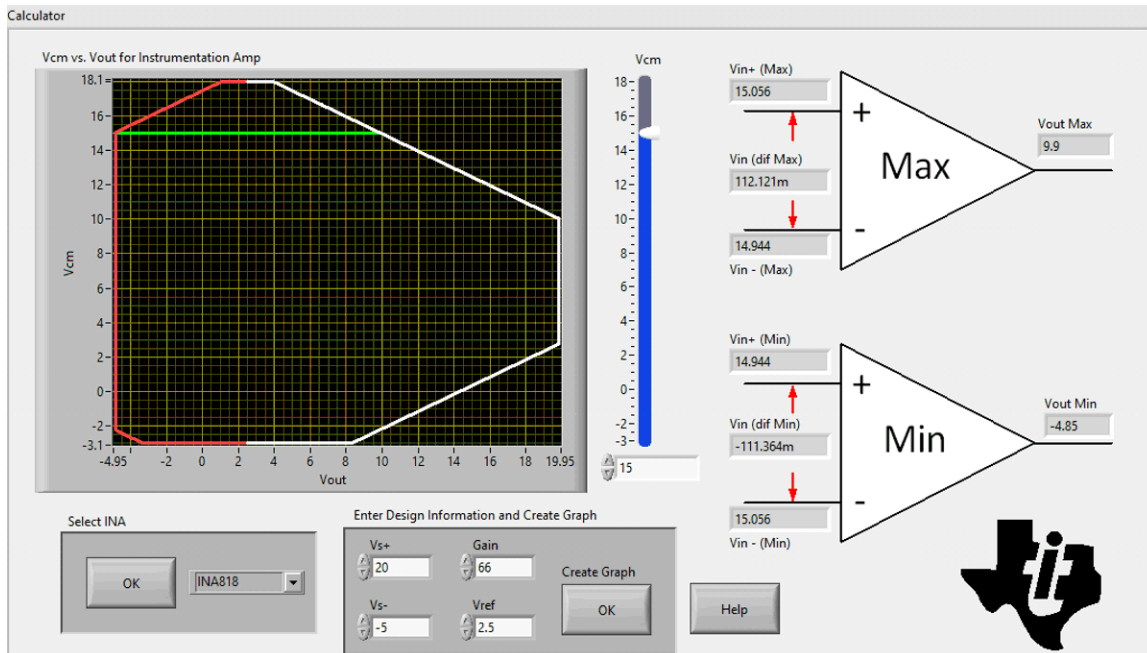 Calculator
Vcm vs. Vout for Instrumentation Amp
18.1
16
14
12
10
8
6
4
2
0
-2
-3.1
Vcm
-4.95 -2 0 2 4 6 8 10 12 14 16 18 19.95
Vout
Vcm
18
16
14
12
10
8
6
4
2
0
-2
-3
15
Vin+ (Max)
15.056
Vin (dif Max)
112.121m
14.944
Vin - (Max)
+
-
Max
Vout Max
9.9
Vin+ (Min)
14.944
Vin (dif Min)
-111.364m
15.056
Vin - (Min)
+
-
Min
Vout Min
-4.85
Select INA
OK
INA818
Enter Design Information and Create Graph
Vs+
20
Gain
66
Vs-
-5
Vref
2.5
Create Graph
OK
Help